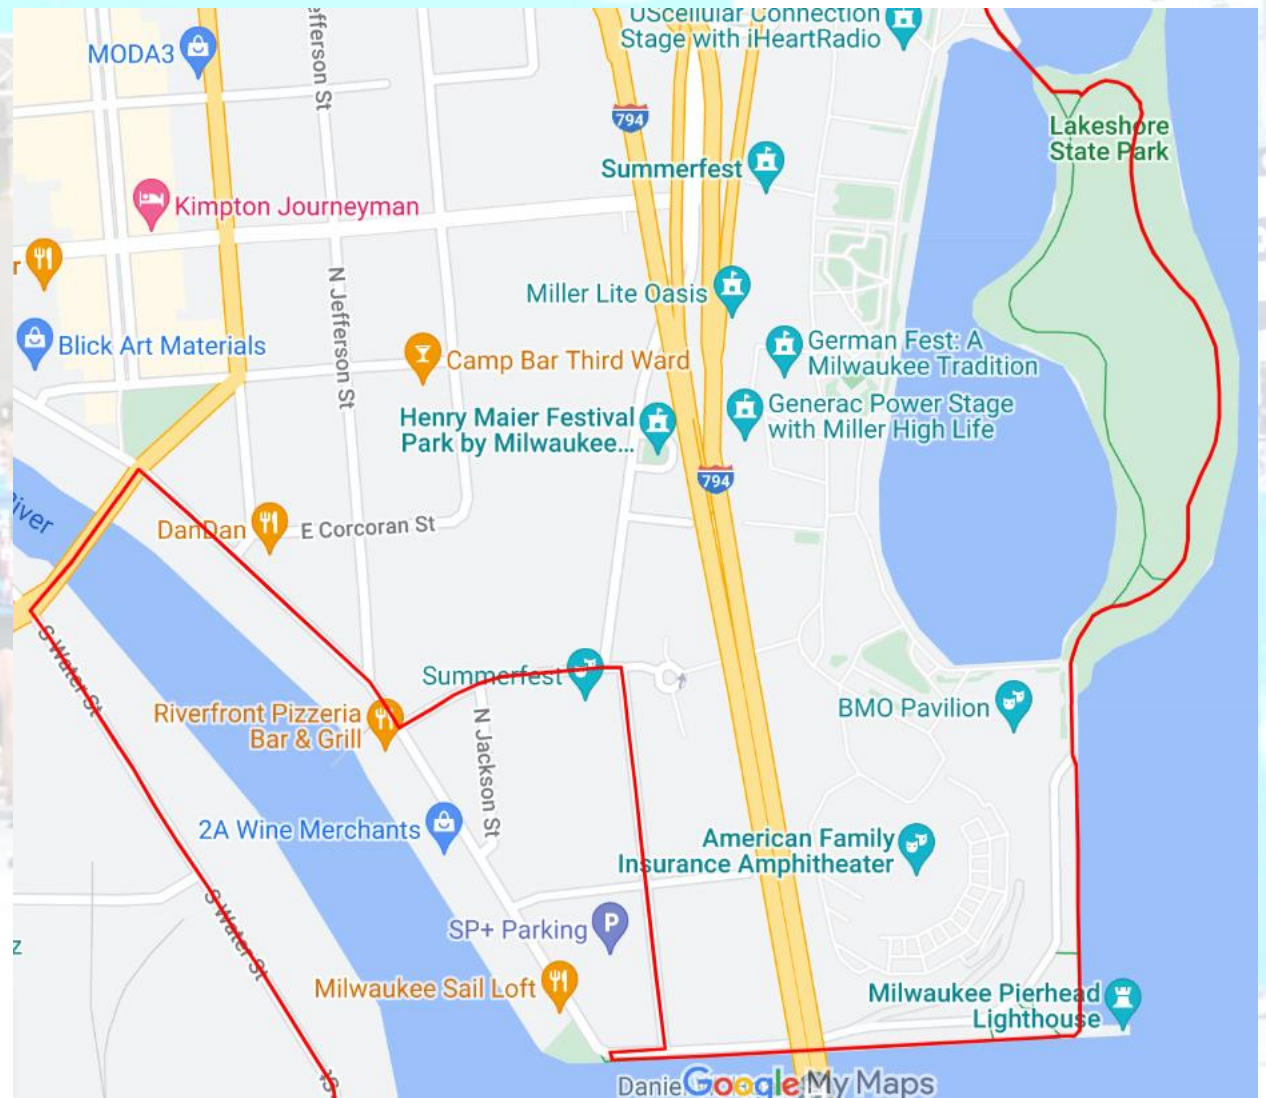 UScellular Connection
Stage with iHeartRadio
MODA3
efferson St
794
Lakeshore
State Park
Summerfest
Kimpton Journeyman
r
N Jefferson St
Miller Lite Oasis
Blick Art Materials
German Fest: A
Milwaukee Tradition
Camp Bar Third Ward
Henry Maier Festival
Park by Milwaukee...
Generac Power Stage
with Miller High Life
794
River
DanDan
E Corcoran St
S Water St
Summerfest
Riverfront Pizzeria
Bar & Grill
N Jackson St
BMO Pavilion
2A Wine Merchants
American Family
Insurance Amphitheater
S Water St
SP+ Parking
z
Milwaukee Sail Loft
Milwaukee Pierhead
Lighthouse
P
Danie
Google My Maps